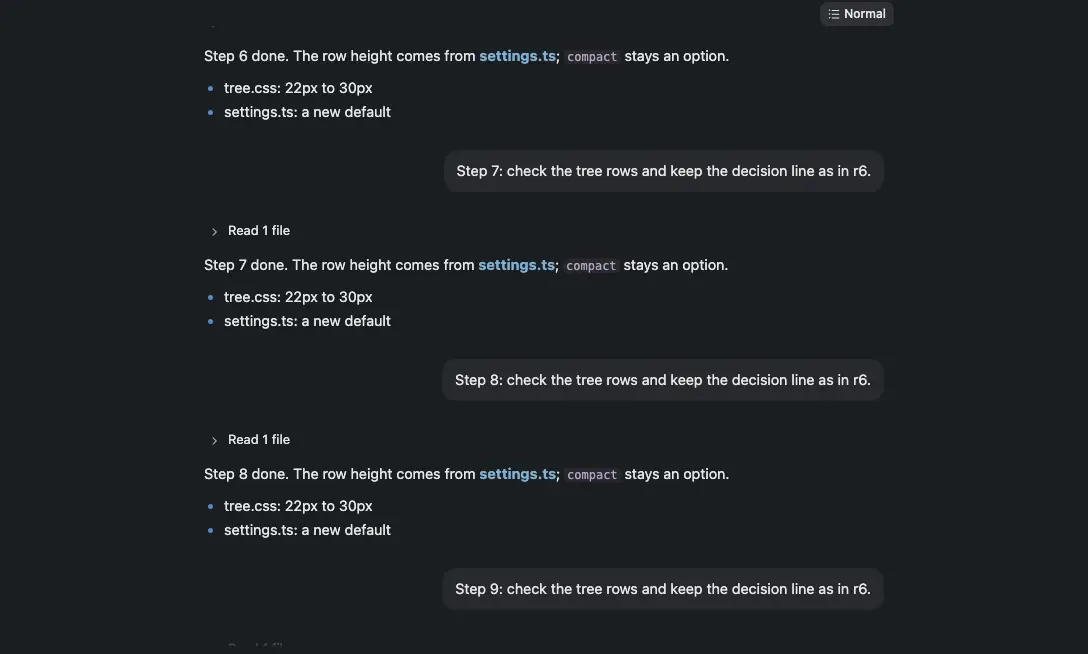 Normal
Step 6 done. The row height comes from settings.ts; compact stays an option.
tree.css: 22px to 30px
settings.ts: a new default
Step 7: check the tree rows and keep the decision line as in r6.
Read 1 file
Step 7 done. The row height comes from settings.ts; compact stays an option.
tree.css: 22px to 30px
settings.ts: a new default
Step 8: check the tree rows and keep the decision line as in r6.
Read 1 file
Step 8 done. The row height comes from settings.ts; compact stays an option.
tree.css: 22px to 30px
settings.ts: a new default
Step 9: check the tree rows and keep the decision line as in r6.